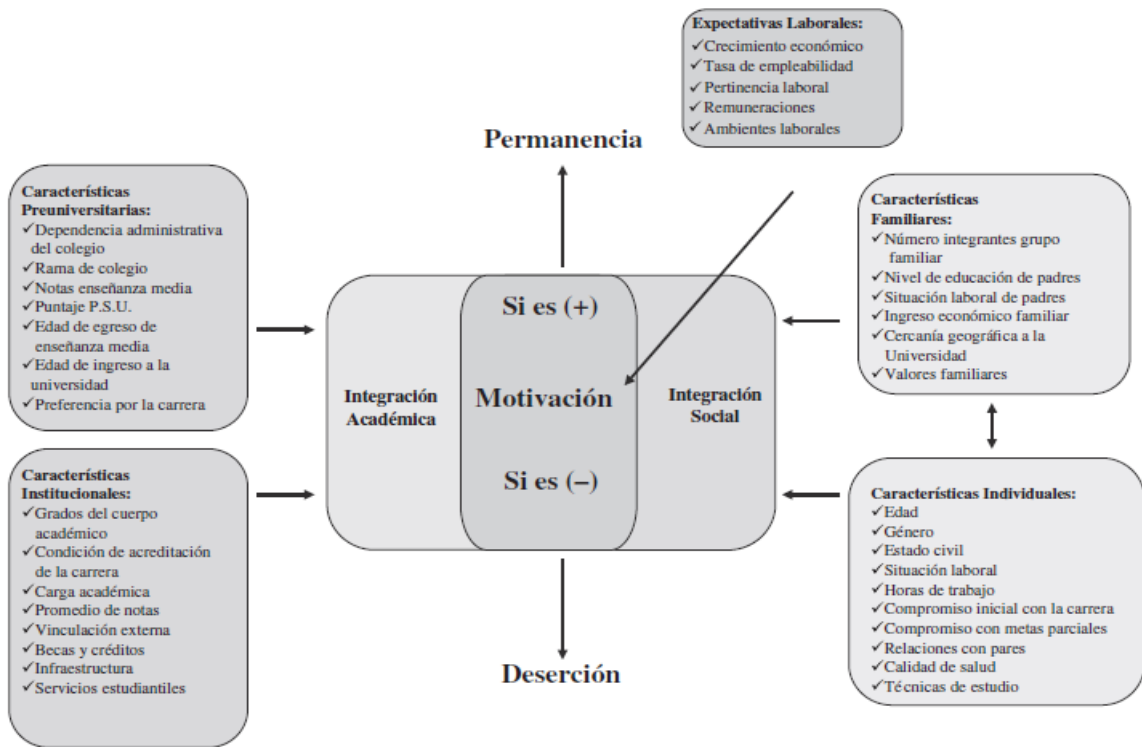 Expectativas Laborales:
✓Crecimiento económico
✓Tasa de empleabilidad
✓Pertinencia laboral
✓Remuneraciones
✓Ambientes laborales
Permanencia
Características
Preuniversitarias:
✓Dependencia administrativa
del colegio
✓Rama de colegio
✓Notas enseñanza media
✓Puntaje P.S.U.
✓Edad de egreso de
enseñanza media
✓Edad de ingreso a la
universidad
✓Preferencia por la carrera
Características
Institucionales:
✓Grados del cuerpo
académico
✓Condición de acreditación
de la carrera
✓Carga académica
✓Promedio de notas
✓Vinculación externa
✓Becas y créditos
✓Infraestructura
✓Servicios estudiantiles
Integración
Académica
Si es (+)
Motivación
Si es (–)
Integración
Social
Deserción
Características
Familiares:
✓Número integrantes grupo
familiar
✓Nivel de educación de padres
✓Situación laboral de padres
✓Ingreso económico familiar
✓Cercanía geográfica a la
Universidad
✓Valores familiares
Características Individuales:
✓Edad
✓Género
✓Estado civil
✓Situación laboral
✓Horas de trabajo
✓Compromiso inicial con la carrera
✓Compromiso con metas parciales
✓Relaciones con pares
✓Calidad de salud
✓Técnicas de estudio